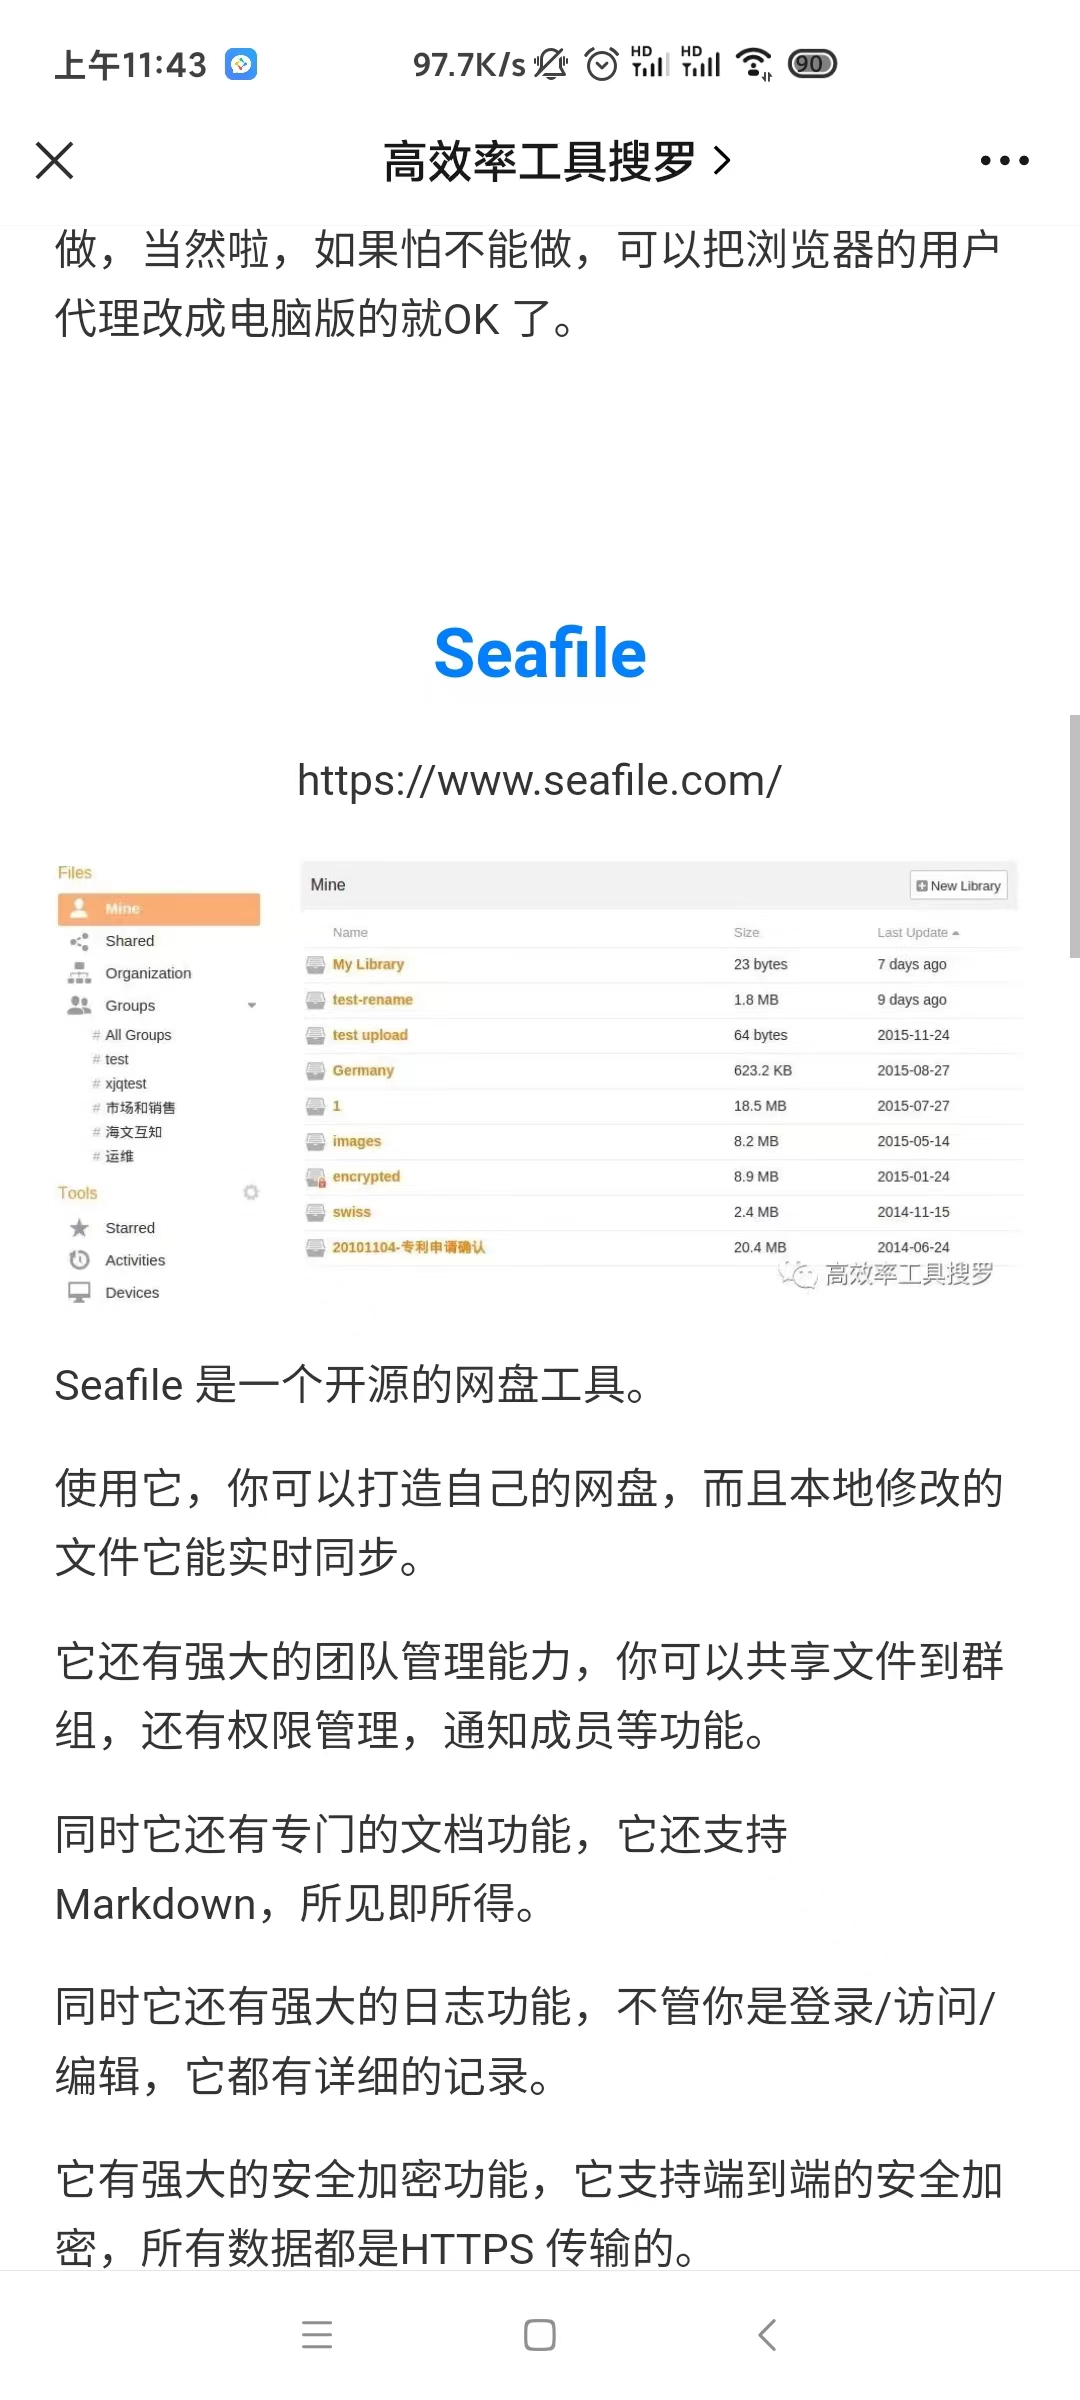 上午11:43
97.7K/s
HD
HD
90
高效率工具搜罗
做，当然啦，如果怕不能做，可以把浏览器的用户
代理改成电脑版的就OK 了。
Seafile
https://www.seafile.com/
Files
Mine
Shared
Organization
Groups
# All Groups
# test
# xjqtest
# 市场和销售
# 海文互知
# 运维
Tools
Starred
Activities
Devices
Mine
New Library
Name Size Last Update
My Library 23 bytes 7 days ago
test-rename 1.8 MB 9 days ago
test upload 64 bytes 2015-11-24
Germany 623.2 KB 2015-08-27
1 18.5 MB 2015-07-27
images 8.2 MB 2015-05-14
encrypted 8.9 MB 2015-01-24
swiss 2.4 MB 2014-11-15
20101104-专利申请确认 20.4 MB 2014-06-24
高效率工具搜罗
Seafile 是一个开源的网盘工具。
使用它，你可以打造自己的网盘，而且本地修改的
文件它能实时同步。
它还有强大的团队管理能力，你可以共享文件到群
组，还有权限管理，通知成员等功能。
同时它还有专门的文档功能，它还支持
Markdown，所见即所得。
同时它还有强大的日志功能，不管你是登录/访问/
编辑，它都有详细的记录。
它有强大的安全加密功能，它支持端到端的安全加
密，所有数据都是HTTPS 传输的。